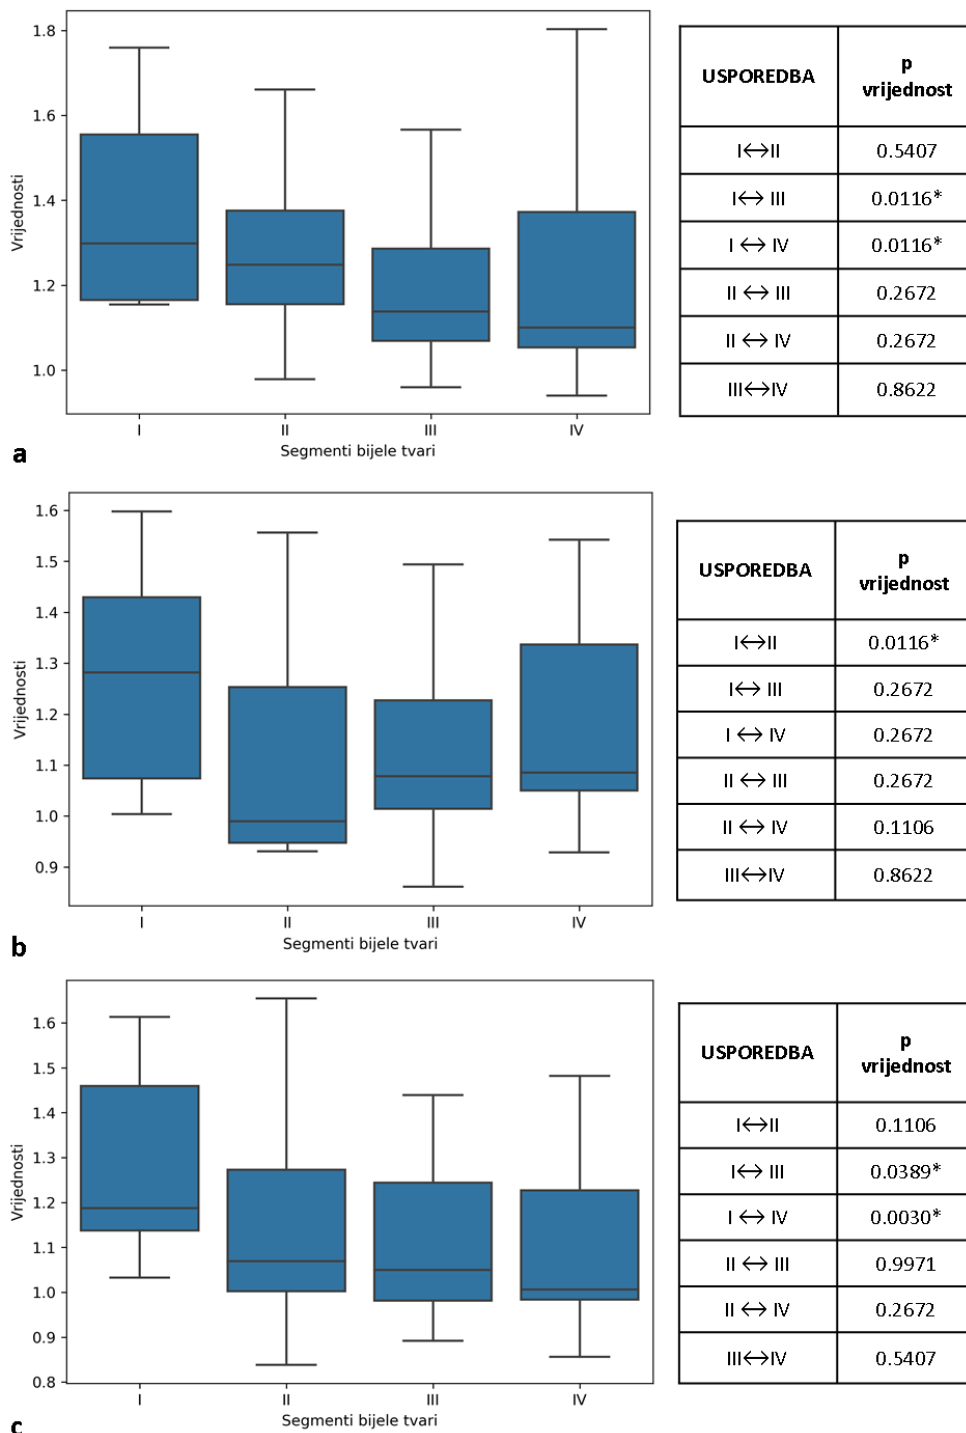 1.8
1.6
1.4
1.2
1.0
Vrijednosti
I II III IV
Segmenti bijele tvari
a
USPOREDBA p vrijednost
I↔II 0.5407
I↔ III 0.0116*
I ↔ IV 0.0116*
II ↔ III 0.2672
II ↔ IV 0.2672
III↔IV 0.8622
1.6
1.5
1.4
1.3
1.2
1.1
1.0
0.9
Vrijednosti
I II III IV
Segmenti bijele tvari
b
USPOREDBA p vrijednost
I↔II 0.0116*
I↔ III 0.2672
I ↔ IV 0.2672
II ↔ III 0.2672
II ↔ IV 0.1106
III↔IV 0.8622
1.6
1.5
1.4
1.3
1.2
1.1
1.0
0.9
0.8
Vrijednosti
I II III IV
Segmenti bijele tvari
c
USPOREDBA p vrijednost
I↔II 0.1106
I↔ III 0.0389*
I ↔ IV 0.0030*
II ↔ III 0.9971
II ↔ IV 0.2672
III↔IV 0.5407